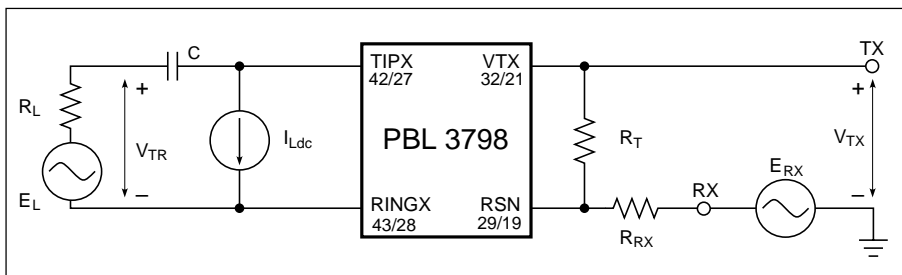 C
TIPX
42/27
VTX
32/21
TX
R_L
+
V_TR
–
I_Ldc
PBL 3798
R_T
+
V_TX
–
E_L
E_RX
RX
RINGX
43/28
RSN
29/19
R_RX